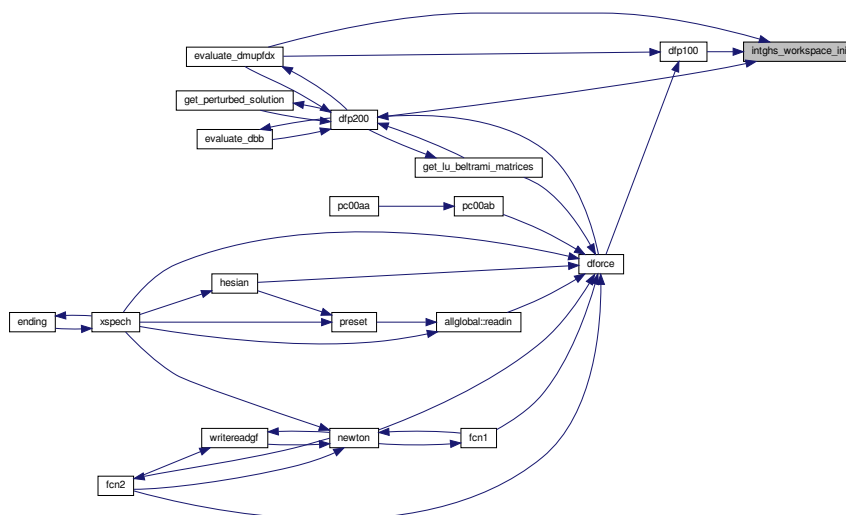 evaluate_dmupfdx
dfp100
intghs_workspace_ini
get_perturbed_solution
dfp200
evaluate_dbb
get_lu_beltrami_matrices
pc00aa
pc00ab
dforce
hesian
ending
xspech
preset
allglobal::readin
writereadgf
newton
fcn1
fcn2